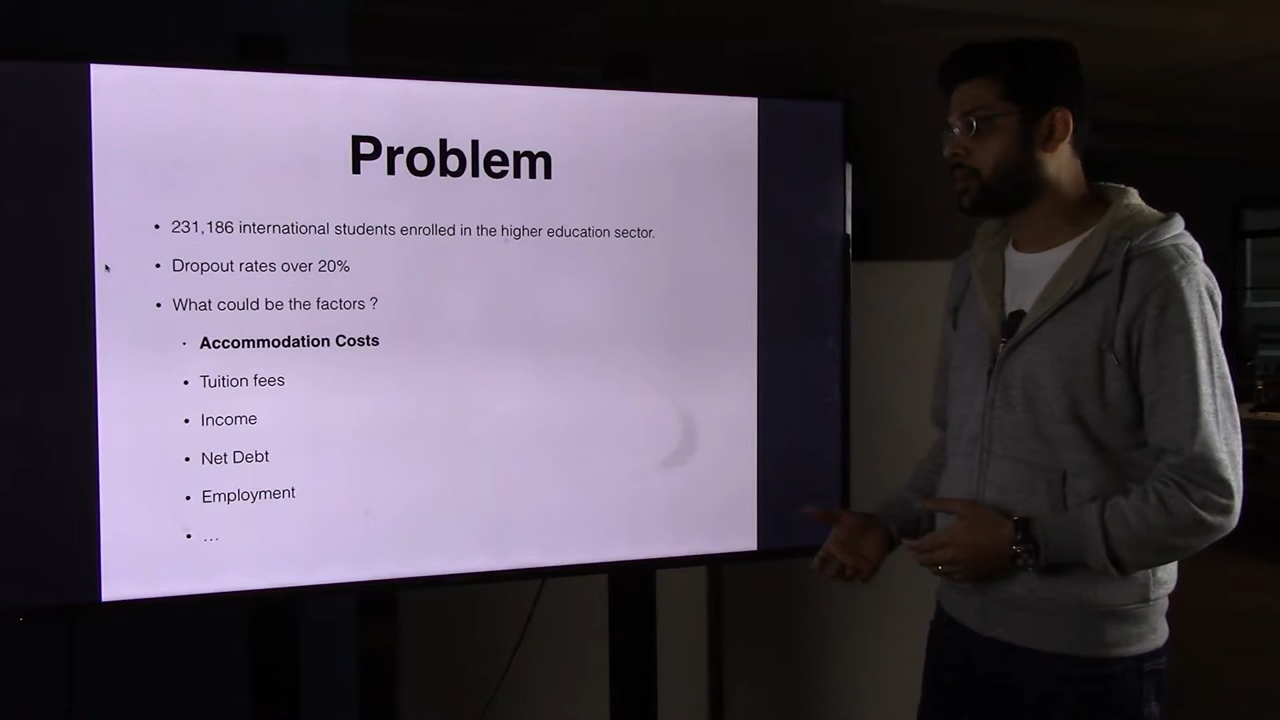 Problem
• 231,186 international students enrolled in the higher education sector.
• Dropout rates over 20%
• What could be the factors ?
• Accommodation Costs
• Tuition fees
• Income
• Net Debt
• Employment
• ...